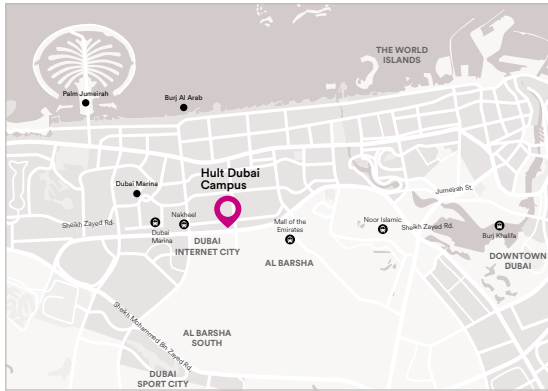 THE WORLD
ISLANDS
Palm Jumeirah
Burj Al Arab
Hult Dubai
Campus
Dubai Marina
Jumeirah St.
Sheikh Zayed Rd.
Nakheel
Dubai
Marina
Mall of the
Emirates
Noor Islamic
Sheikh Zayed Rd.
Burj Khalifa
DUBAI
INTERNET CITY
AL BARSHA
DOWNTOWN
DUBAI
Sheikh Mohammed Bin Zayed Rd.
AL BARSHA
SOUTH
DUBAI
SPORT CITY